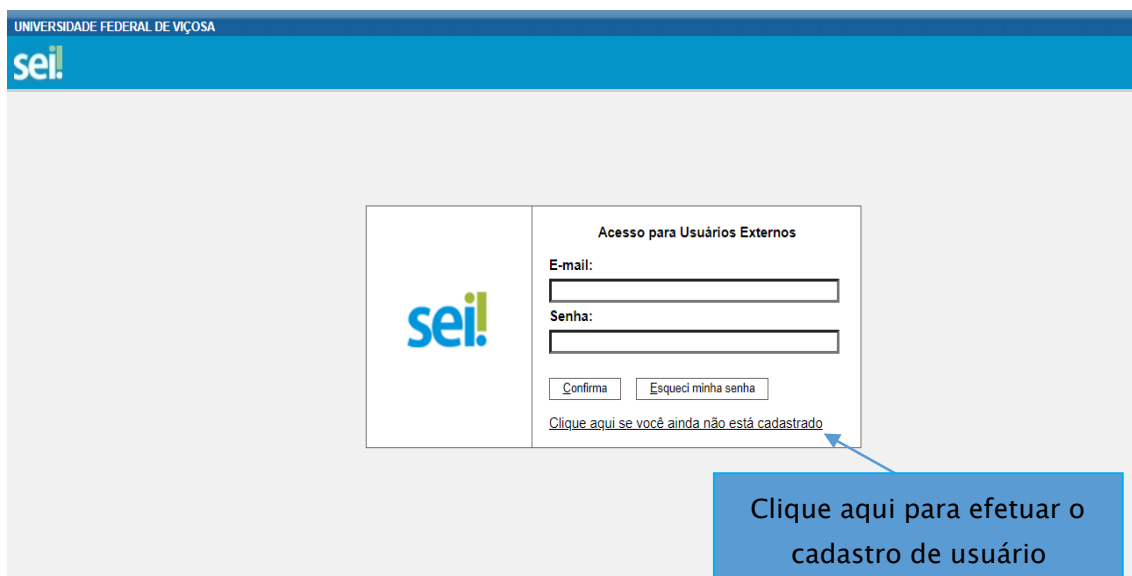 UNIVERSIDADE FEDERAL DE VIÇOSA
sei!
Acesso para Usuários Externos
E-mail:
sei!
Senha:
Confirma Esqueci minha senha
Clique aqui se você ainda não está cadastrado
Clique aqui para efetuar o
cadastro de usuário